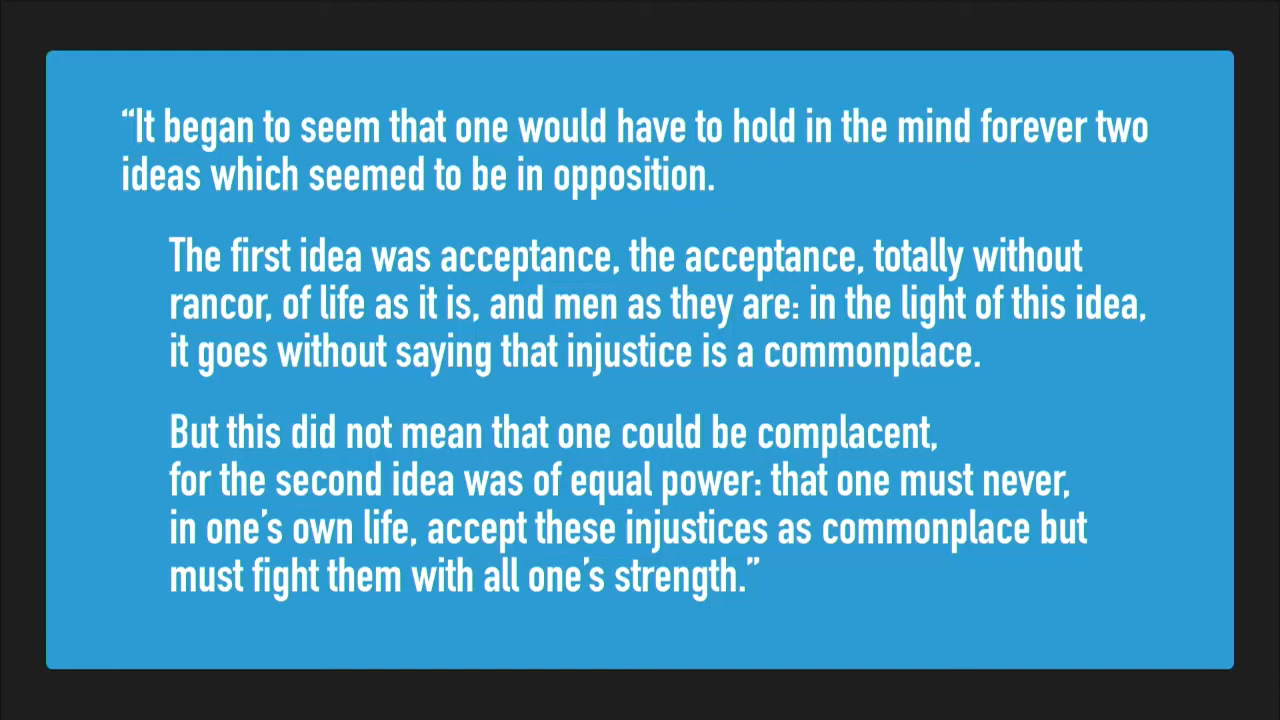 “It began to seem that one would have to hold in the mind forever two
ideas which seemed to be in opposition.
The first idea was acceptance, the acceptance, totally without
rancor, of life as it is, and men as they are: in the light of this idea,
it goes without saying that injustice is a commonplace.
But this did not mean that one could be complacent,
for the second idea was of equal power: that one must never,
in one’s own life, accept these injustices as commonplace but
must fight them with all one’s strength.”